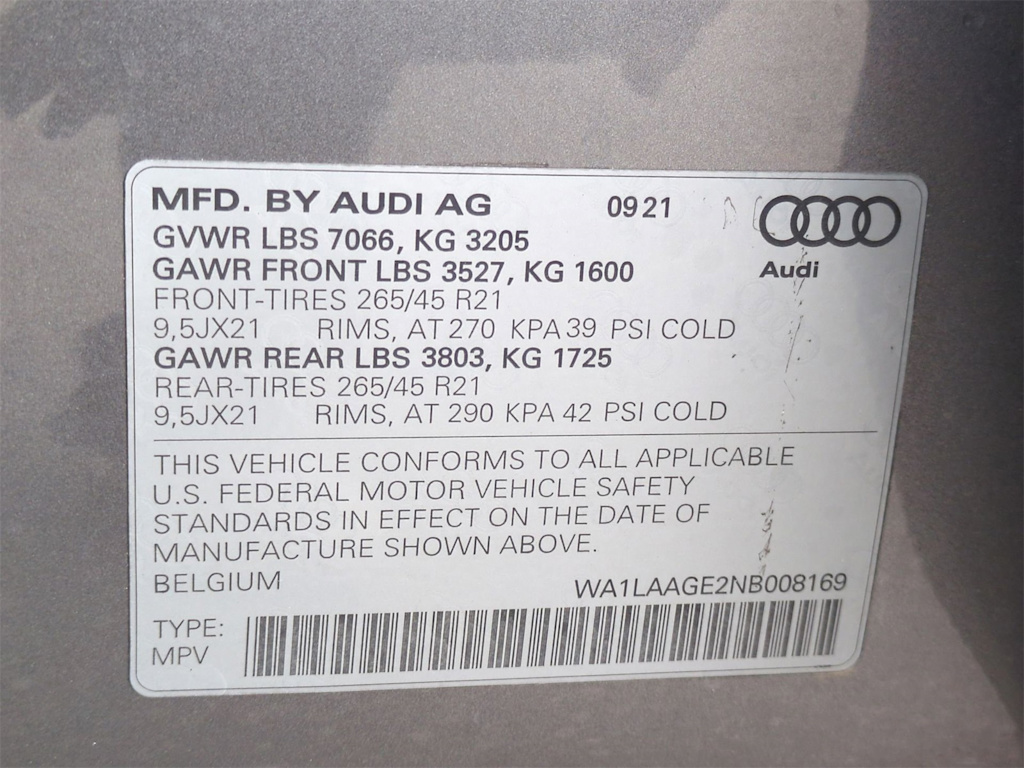 MFD. BY AUDI AG 09 21
GVWR LBS 7066, KG 3205
GAWR FRONT LBS 3527, KG 1600
Audi
FRONT-TIRES 265/45 R21
9,5JX21 RIMS, AT 270 KPA 39 PSI COLD
GAWR REAR LBS 3803, KG 1725
REAR-TIRES 265/45 R21
9,5JX21 RIMS, AT 290 KPA 42 PSI COLD
THIS VEHICLE CONFORMS TO ALL APPLICABLE
U.S. FEDERAL MOTOR VEHICLE SAFETY
STANDARDS IN EFFECT ON THE DATE OF
MANUFACTURE SHOWN ABOVE.
BELGIUM WA1LAAGE2NB008169
TYPE:
MPV